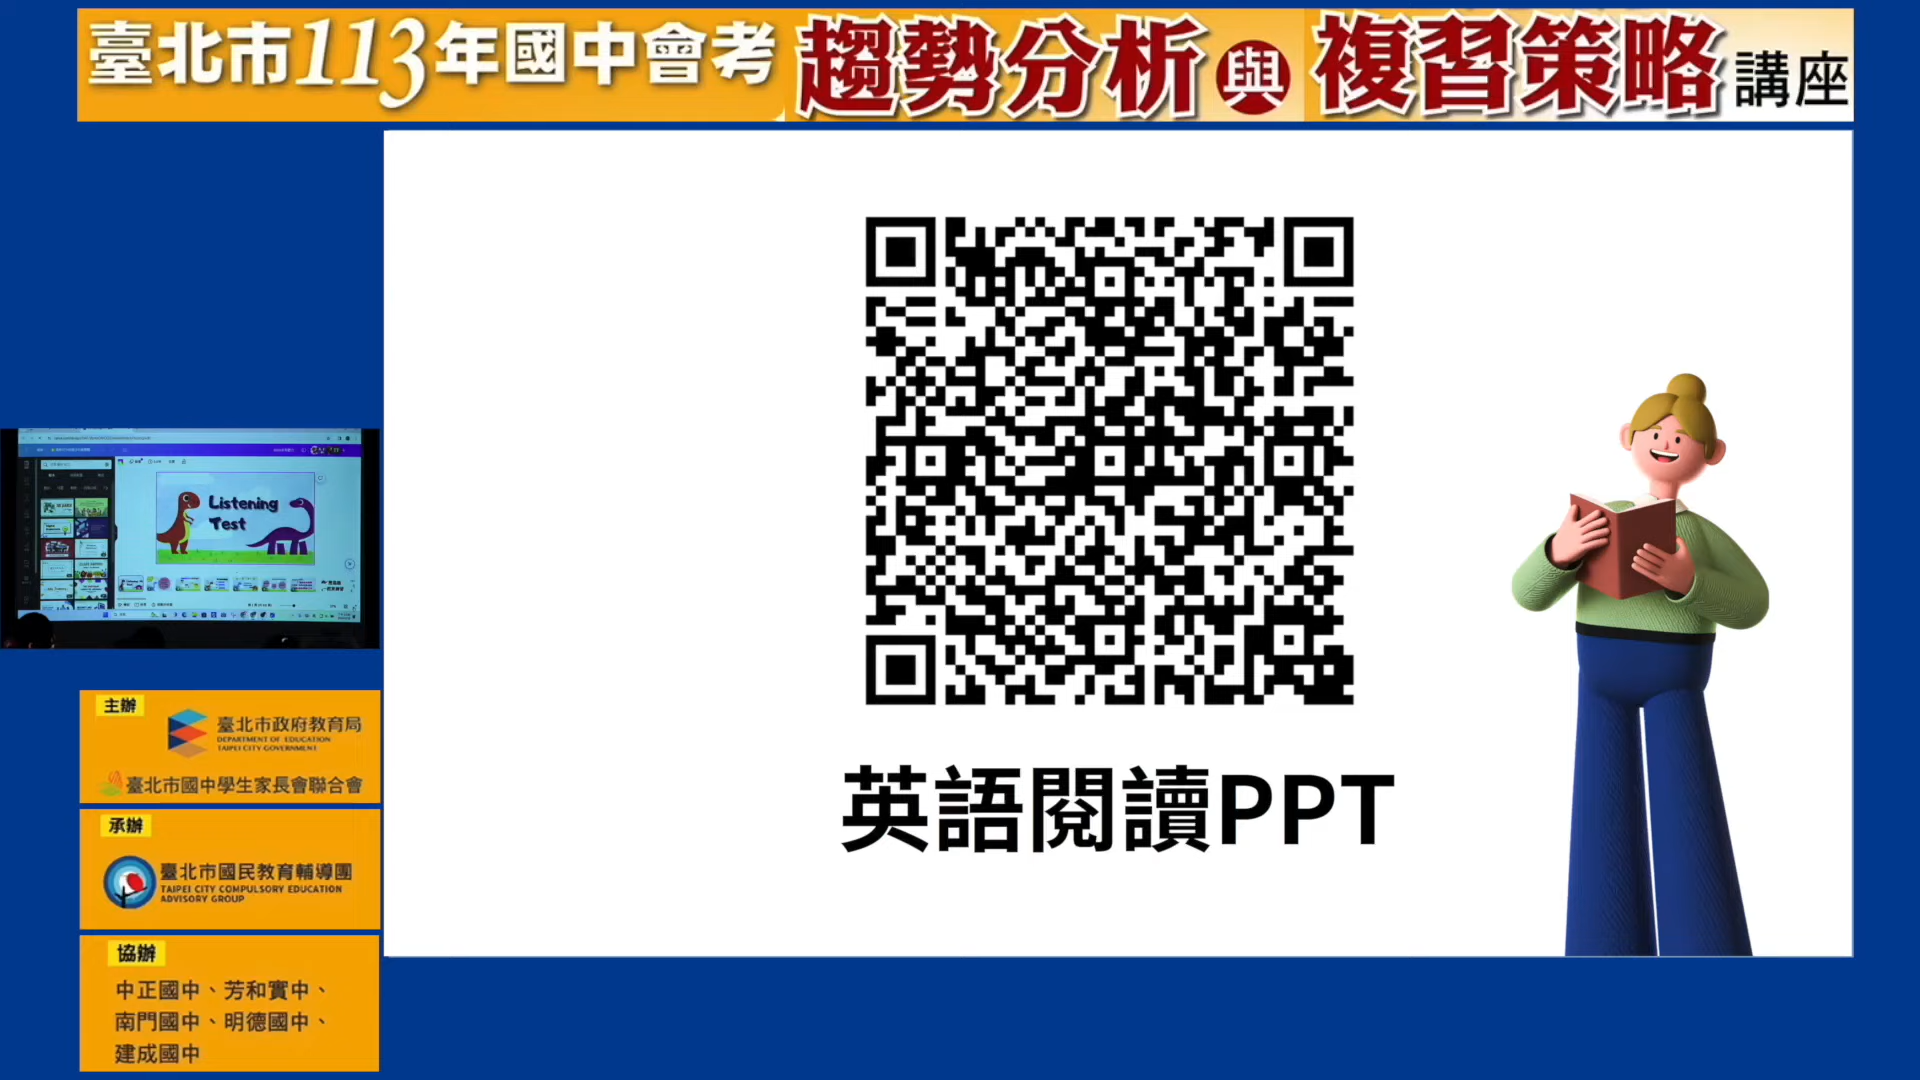 臺北市113年國中會考 趨勢分析與複習策略講座
Listening
Test
英語閱讀PPT
主辦
臺北市政府教育局
DEPARTMENT OF EDUCATION
TAIPEI CITY GOVERNMENT
臺北市國中學生家長會聯合會
承辦
臺北市國民教育輔導團
TAIPEI CITY COMPULSORY EDUCATION
ADVISORY GROUP
協辦
中正國中、芳和實中、
南門國中、明德國中、
建成國中